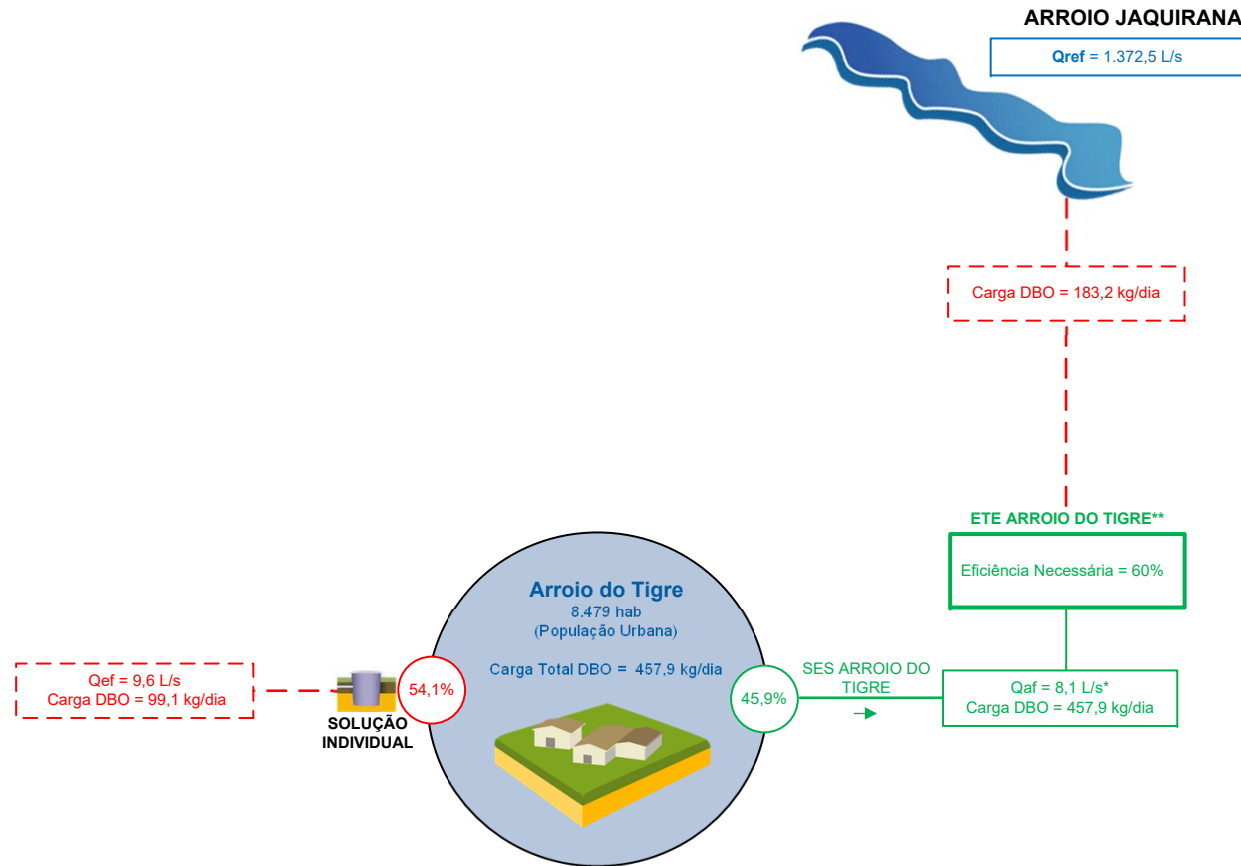 ARROIO JAQUIRANA
Qref = 1.372,5 L/s
Carga DBO = 183,2 kg/dia
ETE ARROIO DO TIGRE**
Eficiência Necessária = 60%
Arroio do Tigre
8.479 hab
(População Urbana)
Carga Total DBO = 457,9 kg/dia
Qef = 9,6 L/s
Carga DBO = 99,1 kg/dia
SOLUÇÃO
INDIVIDUAL
54,1%
45,9%
SES ARROIO DO
TIGRE
Qaf = 8,1 L/s*
Carga DBO = 457,9 kg/dia